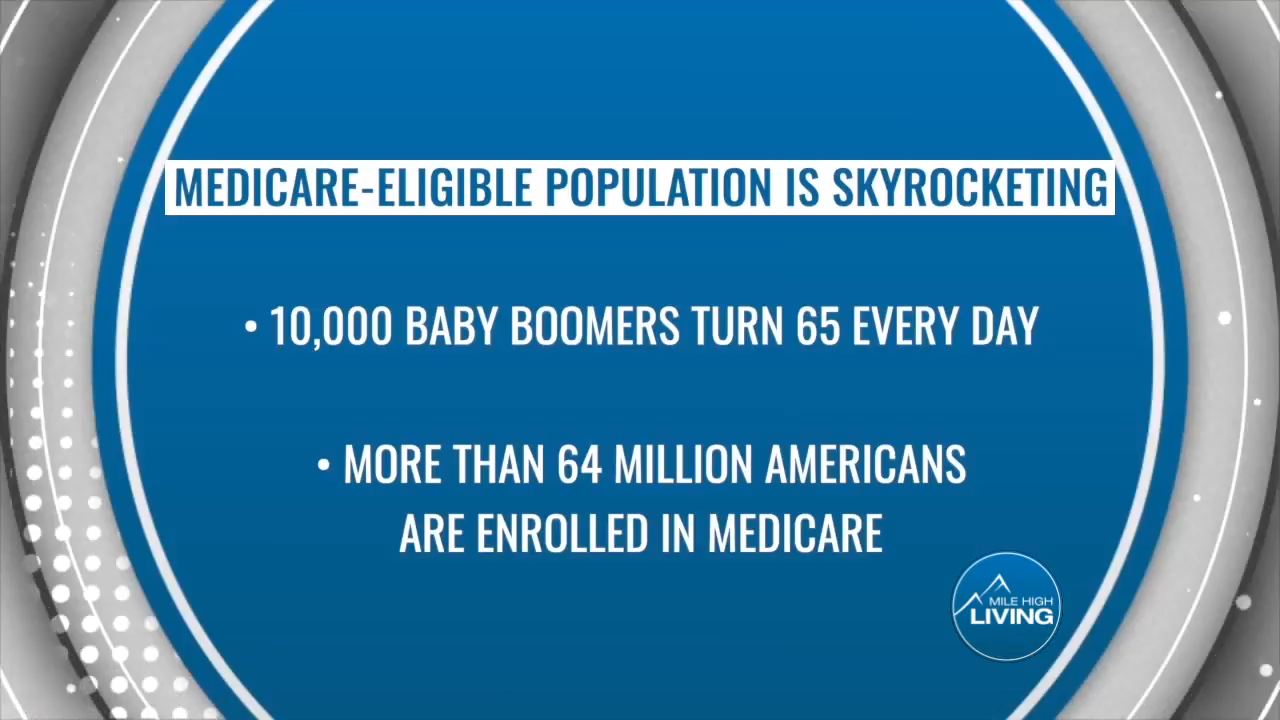 MEDICARE-ELIGIBLE POPULATION IS SKYROCKETING
• 10,000 BABY BOOMERS TURN 65 EVERY DAY
• MORE THAN 64 MILLION AMERICANS
ARE ENROLLED IN MEDICARE
MILE HIGH
LIVING